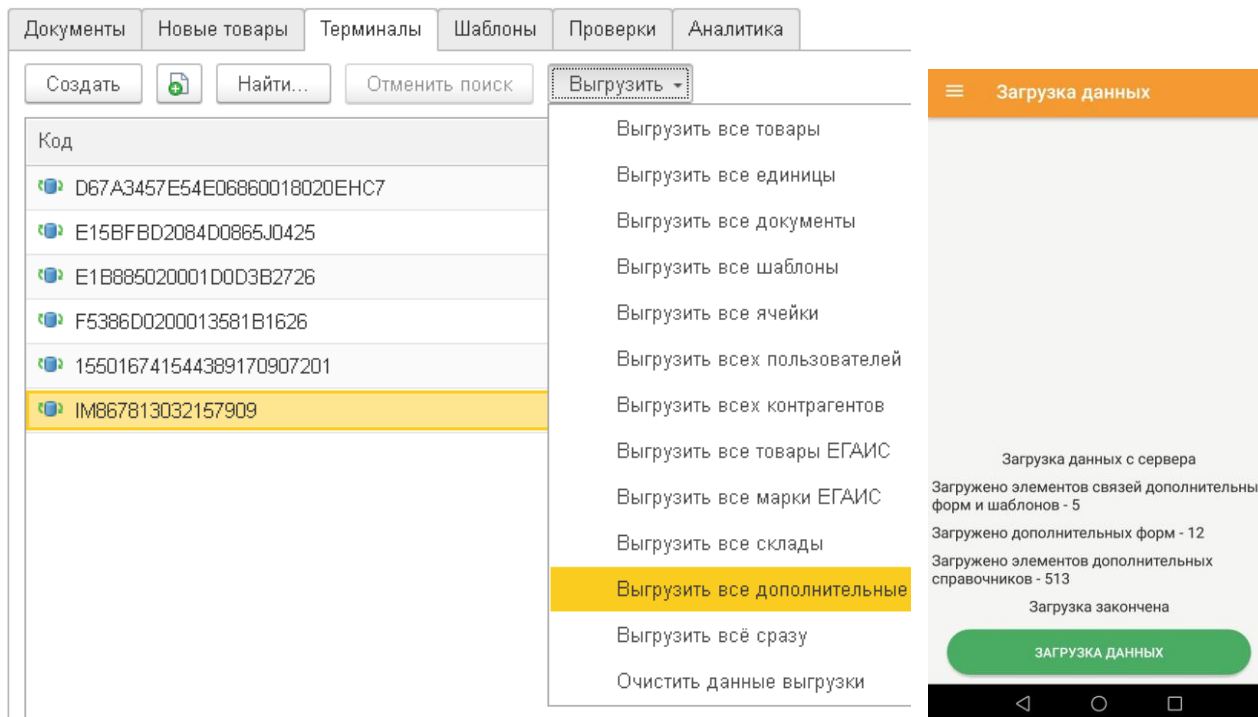 Документы Новые товары Терминалы Шаблоны Проверки Аналитика
Создать Найти... Отменить поиск Выгрузить
Код
D67A3457E54E06860018020EHC7
E15BFBD2084D0865J0425
E1B885020001D0D3B2726
F5386D0200013581B1626
155016741544389170907201
IM867813032157909
Выгрузить все товары
Выгрузить все единицы
Выгрузить все документы
Выгрузить все шаблоны
Выгрузить все ячейки
Выгрузить всех пользователей
Выгрузить всех контрагентов
Выгрузить все товары ЕГАИС
Выгрузить все марки ЕГАИС
Выгрузить все склады
Выгрузить все дополнительные
Выгрузить всё сразу
Очистить данные выгрузки
Загрузка данных
Загрузка данных с сервера
Загружено элементов связей дополнительны
форм и шаблонов - 5
Загружено дополнительных форм - 12
Загружено элементов дополнительных
справочников - 513
Загрузка закончена
ЗАГРУЗКА ДАННЫХ